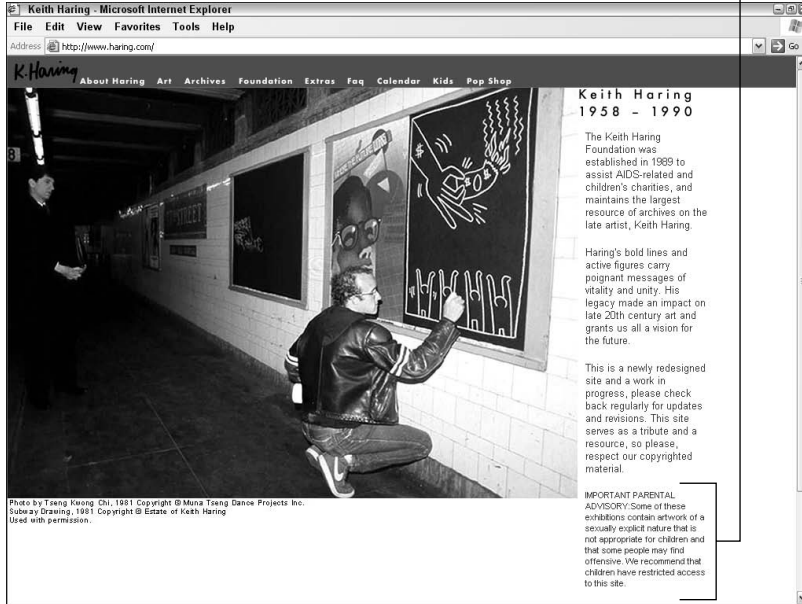 Keith Haring - Microsoft Internet Explorer
File Edit View Favorites Tools Help
Address http://www.haring.com/ Go
K.Haring About Haring Art Archives Foundation Extras Faq Calendar Kids Pop Shop
Keith Haring
1958 – 1990
The Keith Haring
Foundation was
established in 1989 to
assist AIDS-related and
children's charities, and
maintains the largest
resource of archives on the
late artist, Keith Haring.
Haring's bold lines and
active figures carry
poignant messages of
vitality and unity. His
legacy made an impact on
late 20th century art and
grants us all a vision for
the future.
This is a newly redesigned
site and a work in
progress, please check
back regularly for updates
and revisions. This site
serves as a tribute and a
resource, so please,
respect our copyrighted
material.
IMPORTANT PARENTAL
ADVISORY:Some of these
exhibitions contain artwork of a
sexually explicit nature that is
not appropriate for children and
that some people may find
offensive. We recommend that
children have restricted access
to this site.
8
STREET
Photo by Tseng Kwong Chi, 1981 Copyright © Muna Tseng Dance Projects Inc.
Subway Drawing, 1981 Copyright © Estate of Keith Haring
Used with permission.